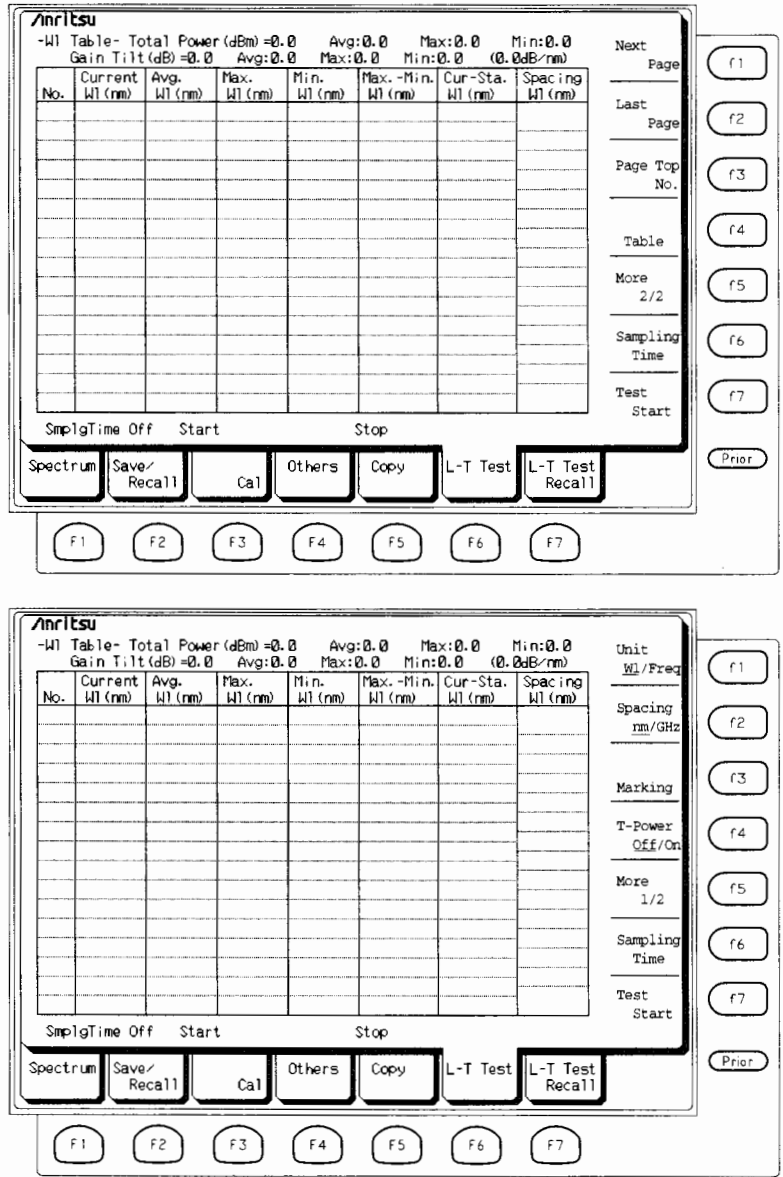 Anritsu
-Wl Table- Total Power(dBm)=0.0 Avg:0.0 Max:0.0 Min:0.0
Gain Tilt(dB)=0.0 Avg:0.0 Max:0.0 Min:0.0 (0.0dB/nm)
No. Current Wl(nm) Avg. Wl(nm) Max. Wl(nm) Min. Wl(nm) Max.-Min. Wl(nm) Cur-Sta. Wl(nm) Spacing Wl(nm)
SmplgTime Off Start Stop
Next Page
f1
Last Page
f2
Page Top No.
f3
Table
f4
More 2/2
f5
Sampling Time
f6
Test Start
f7
Prior
Spectrum
Save/ Recall
Cal
Others
Copy
L-T Test
L-T Test Recall
F1 F2 F3 F4 F5 F6 F7
Anritsu
-Wl Table- Total Power(dBm)=0.0 Avg:0.0 Max:0.0 Min:0.0
Gain Tilt(dB)=0.0 Avg:0.0 Max:0.0 Min:0.0 (0.0dB/nm)
No. Current Wl(nm) Avg. Wl(nm) Max. Wl(nm) Min. Wl(nm) Max.-Min. Wl(nm) Cur-Sta. Wl(nm) Spacing Wl(nm)
SmplgTime Off Start Stop
Unit Wl/Freq
f1
Spacing nm/GHz
f2
Marking
f3
T-Power Off/On
f4
More 1/2
f5
Sampling Time
f6
Test Start
f7
Prior
Spectrum
Save/ Recall
Cal
Others
Copy
L-T Test
L-T Test Recall
F1 F2 F3 F4 F5 F6 F7